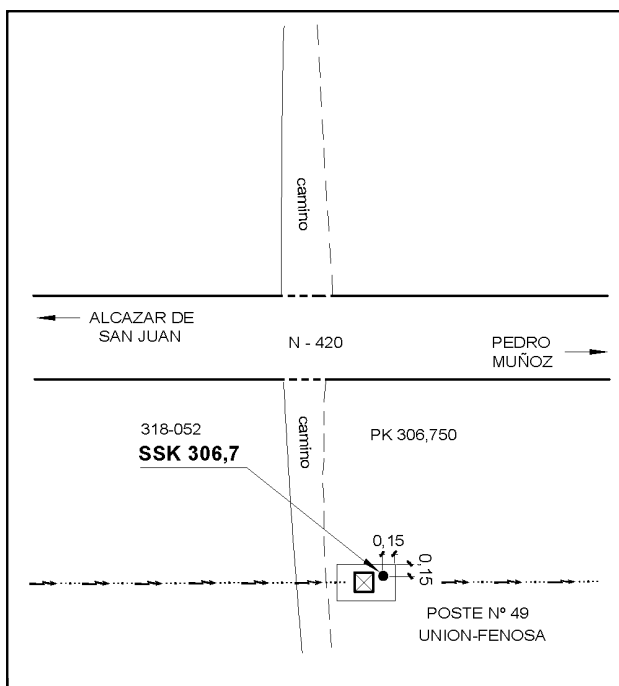 camino
ALCAZAR DE
SAN JUAN
N - 420
PEDRO
MUÑOZ
318-052
SSK 306,7
camino
PK 306,750
0,15
0,15
POSTE Nº 49
UNION-FENOSA